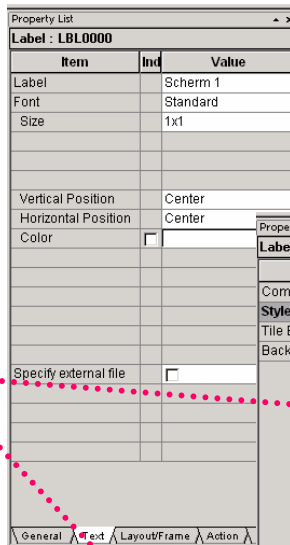 Property List
Label : LBL0000
Item Ind Value
Label Scherm 1
Font Standard
Size 1x1
Vertical Position Center
Horizontal Position Center
Color
Specify external file
General Text Layout/Frame Action
Prope
Labe
Com
Style
Tile E
Back